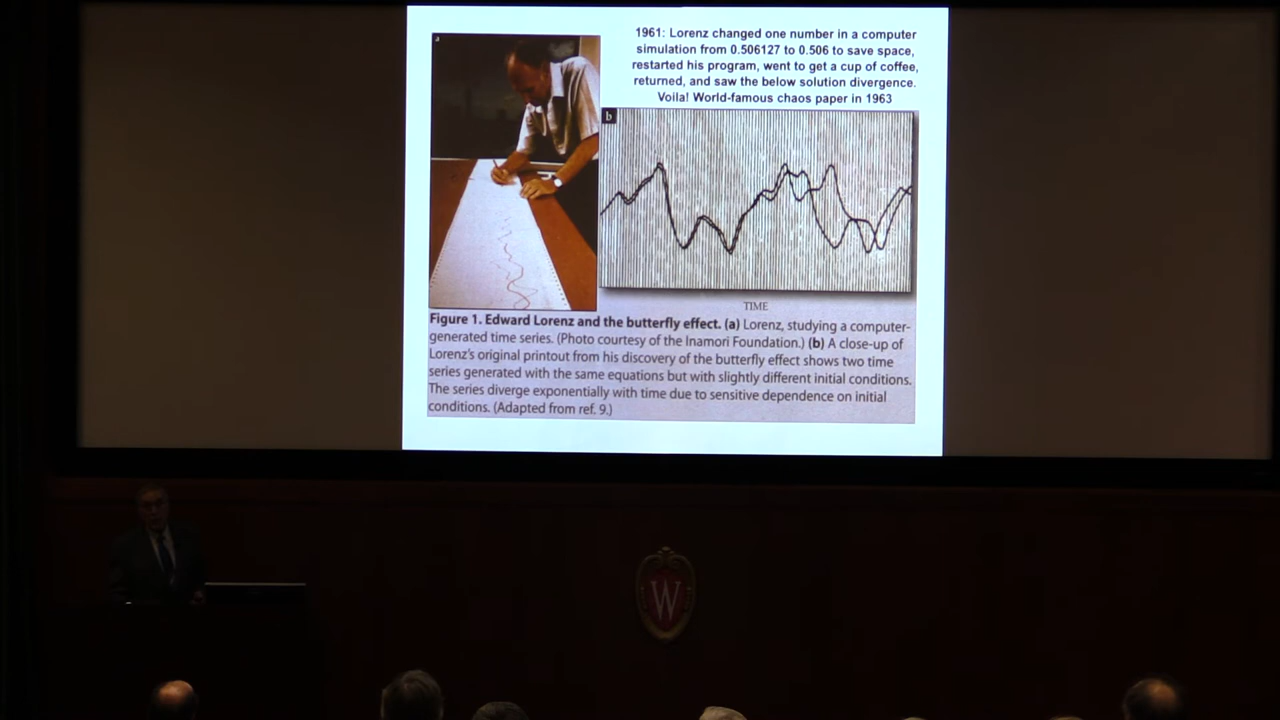 1961: Lorenz changed one number in a computer
simulation from 0.506127 to 0.506 to save space,
restarted his program, went to get a cup of coffee,
returned, and saw the below solution divergence.
Voila! World-famous chaos paper in 1963
a
b
TIME
Figure 1. Edward Lorenz and the butterfly effect. (a) Lorenz, studying a computer-
generated time series. (Photo courtesy of the Inamori Foundation.) (b) A close-up of
Lorenz's original printout from his discovery of the butterfly effect shows two time
series generated with the same equations but with slightly different initial conditions.
The series diverge exponentially with time due to sensitive dependence on initial
conditions. (Adapted from ref. 9.)
W